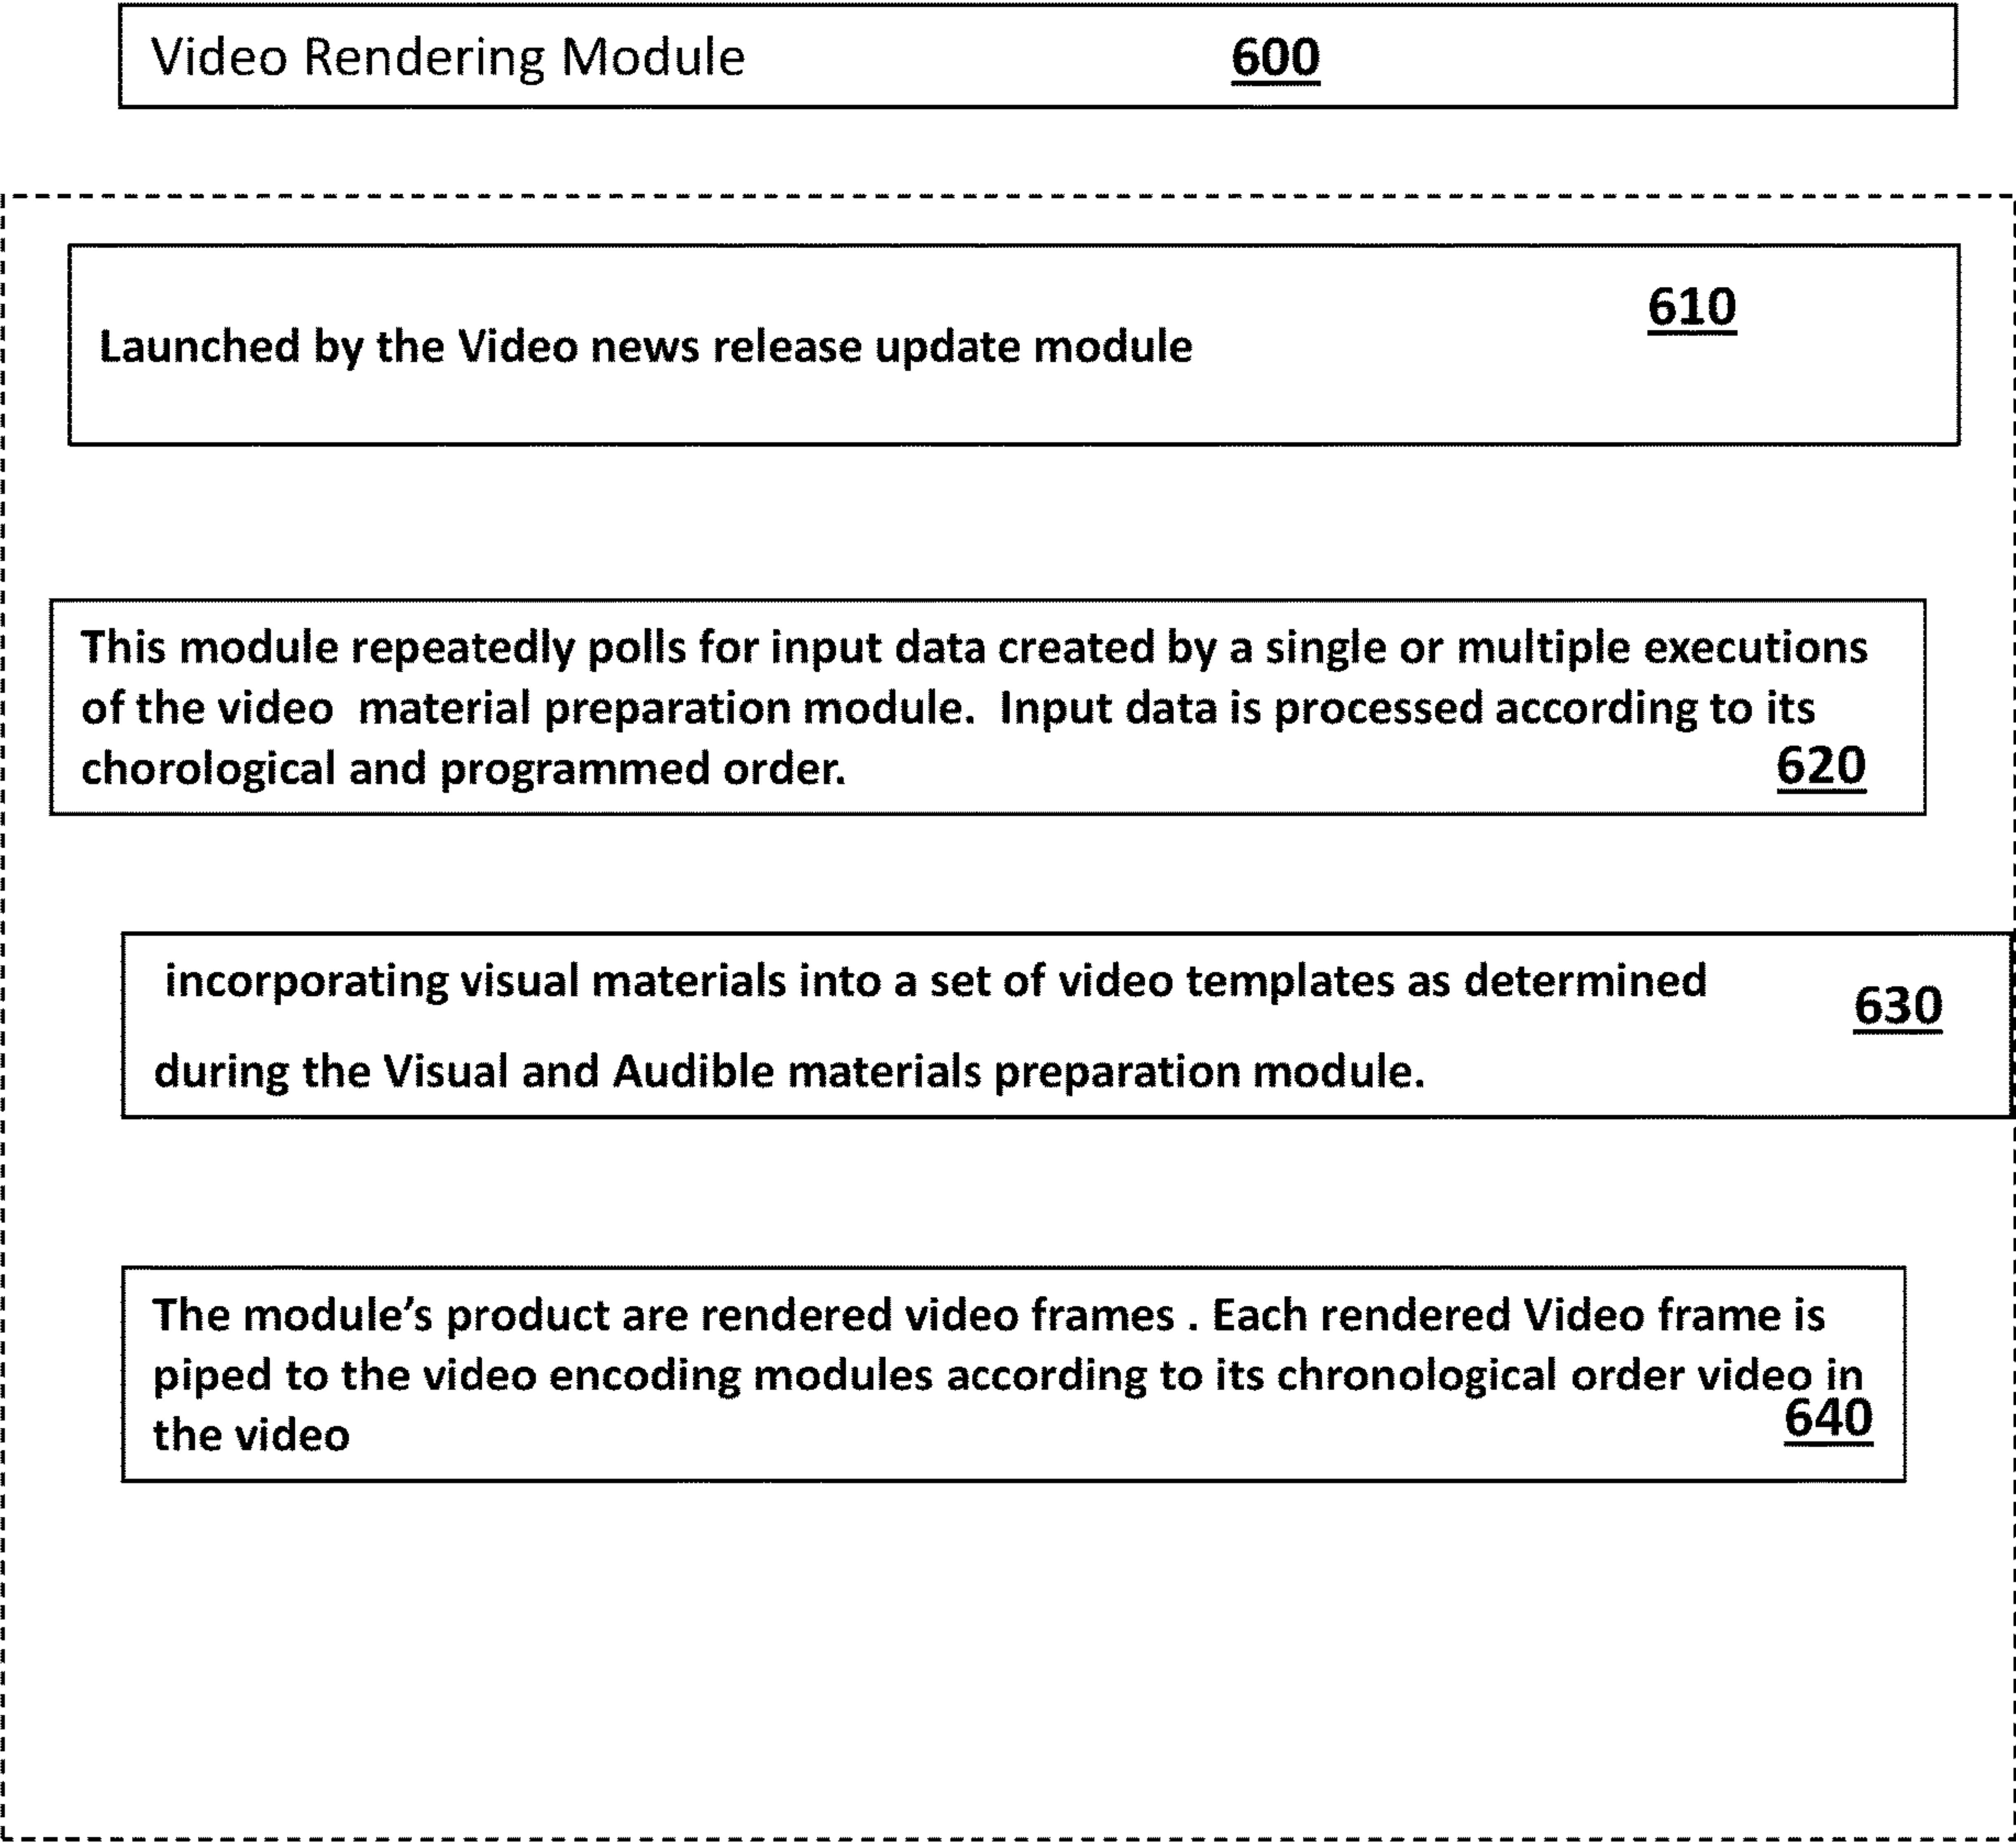 Video Rendering Module 600
610
Launched by the Video news release update module
This module repeatedly polls for input data created by a single or multiple executions
of the video material preparation module. Input data is processed according to its
chorological and programmed order. 620
incorporating visual materials into a set of video templates as determined
630
during the Visual and Audible materials preparation module.
The module's product are rendered video frames . Each rendered Video frame is
piped to the video encoding modules according to its chronological order video in
the video 640